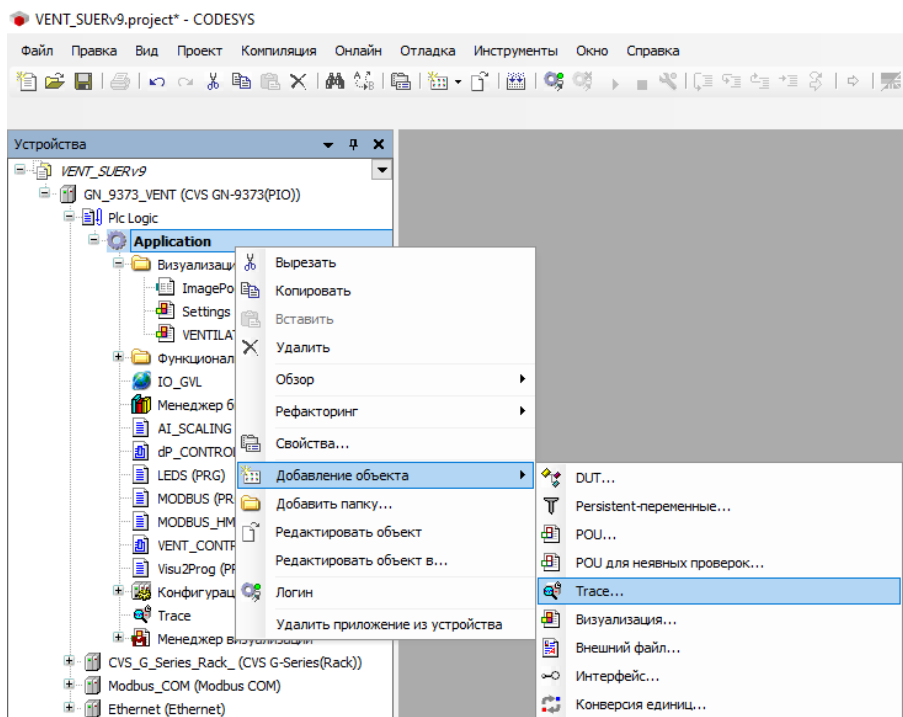 VENT_SUERv9.project* - CODESYS
Файл Правка Вид Проект Компиляция Онлайн Отладка Инструменты Окно Справка
Устройства
VENT_SUERv9
GN_9373_VENT (CVS GN-9373(PIO))
Plc Logic
Application
Визуализаци
ImagePo
Settings
VENTILAT
Функционал
IO_GVL
Менеджер б
AI_SCALING
dP_CONTROL
LEDS (PRG)
MODBUS (PR
MODBUS_HM
VENT_CONTR
Visu2Prog (PR
Конфигурац
Trace
Менеджер визуализации
CVS_G_Series_Rack_ (CVS G-Series(Rack))
Modbus_COM (Modbus COM)
Ethernet (Ethernet)
Вырезать
Копировать
Вставить
Удалить
Обзор
Рефакторинг
Свойства...
Добавление объекта
Добавить папку...
Редактировать объект
Редактировать объект в...
Логин
Удалить приложение из устройства
DUT...
Persistent-переменные...
POU...
POU для неявных проверок...
Trace...
Визуализация...
Внешний файл...
Интерфейс...
Конверсия единиц...